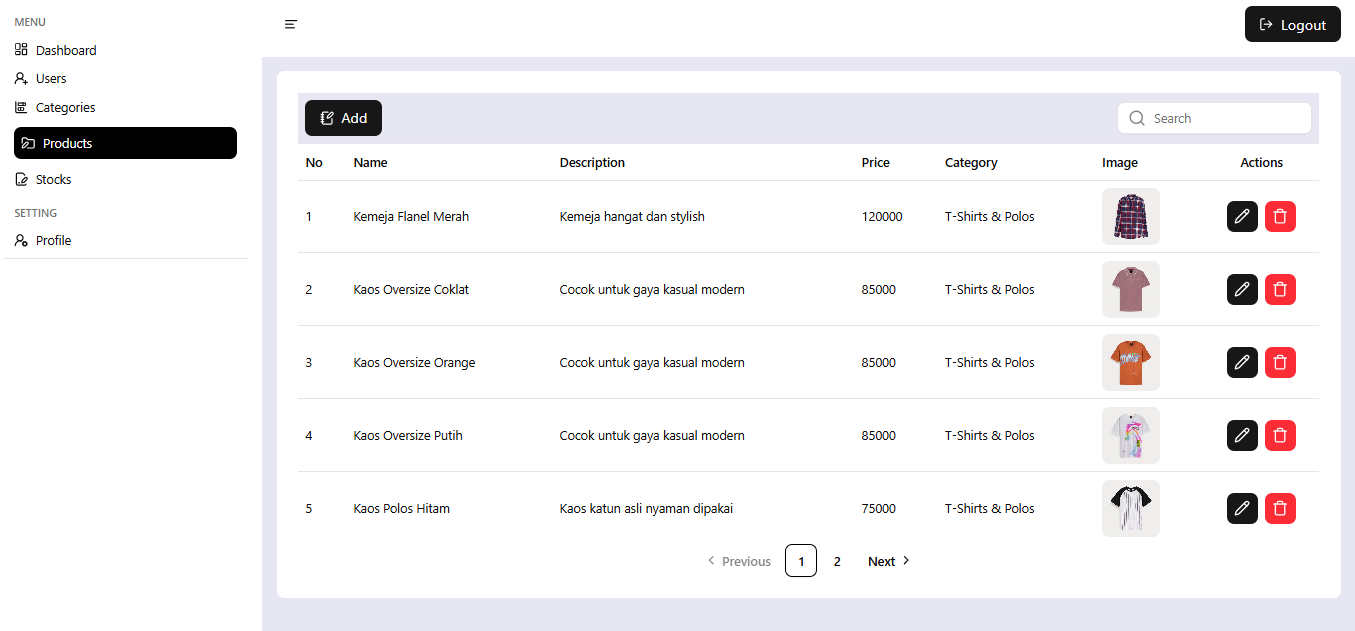 MENU
Dashboard
Users
Categories
Products
Stocks
SETTING
Profile
Logout
Add
Search
No Name Description Price Category Image Actions
1 Kemeja Flanel Merah Kemeja hangat dan stylish 120000 T-Shirts & Polos
2 Kaos Oversize Coklat Cocok untuk gaya kasual modern 85000 T-Shirts & Polos
3 Kaos Oversize Orange Cocok untuk gaya kasual modern 85000 T-Shirts & Polos
4 Kaos Oversize Putih Cocok untuk gaya kasual modern 85000 T-Shirts & Polos
5 Kaos Polos Hitam Kaos katun asli nyaman dipakai 75000 T-Shirts & Polos
Previous 1 2 Next